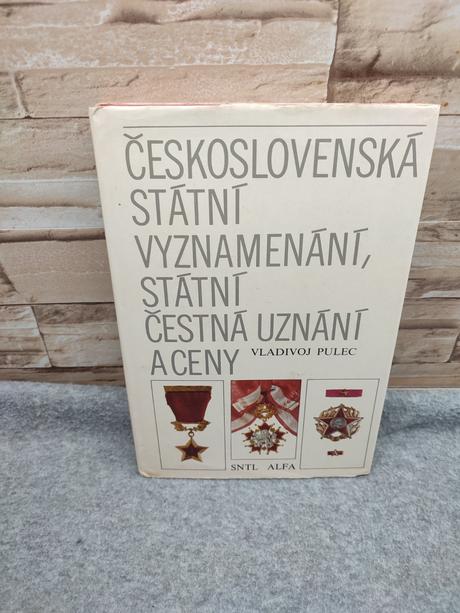 ČESKOSLOVENSKÁ
STÁTNÍ
VYZNAMENÁNÍ,
STÁTNÍ
ČESTNÁ UZNÁNÍ
A CENY VLADIVOJ PULEC
SNTL ALFA